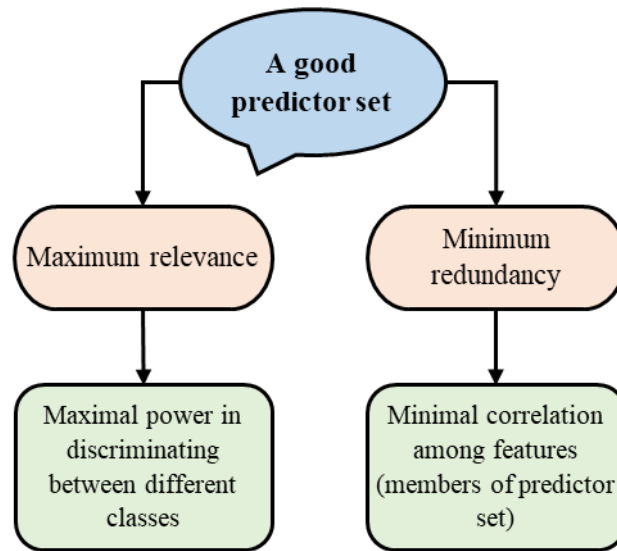 A good
predictor set
Maximum relevance
Minimum
redundancy
Maximal power in
discriminating
between different
classes
Minimal correlation
among features
(members of predictor
set)